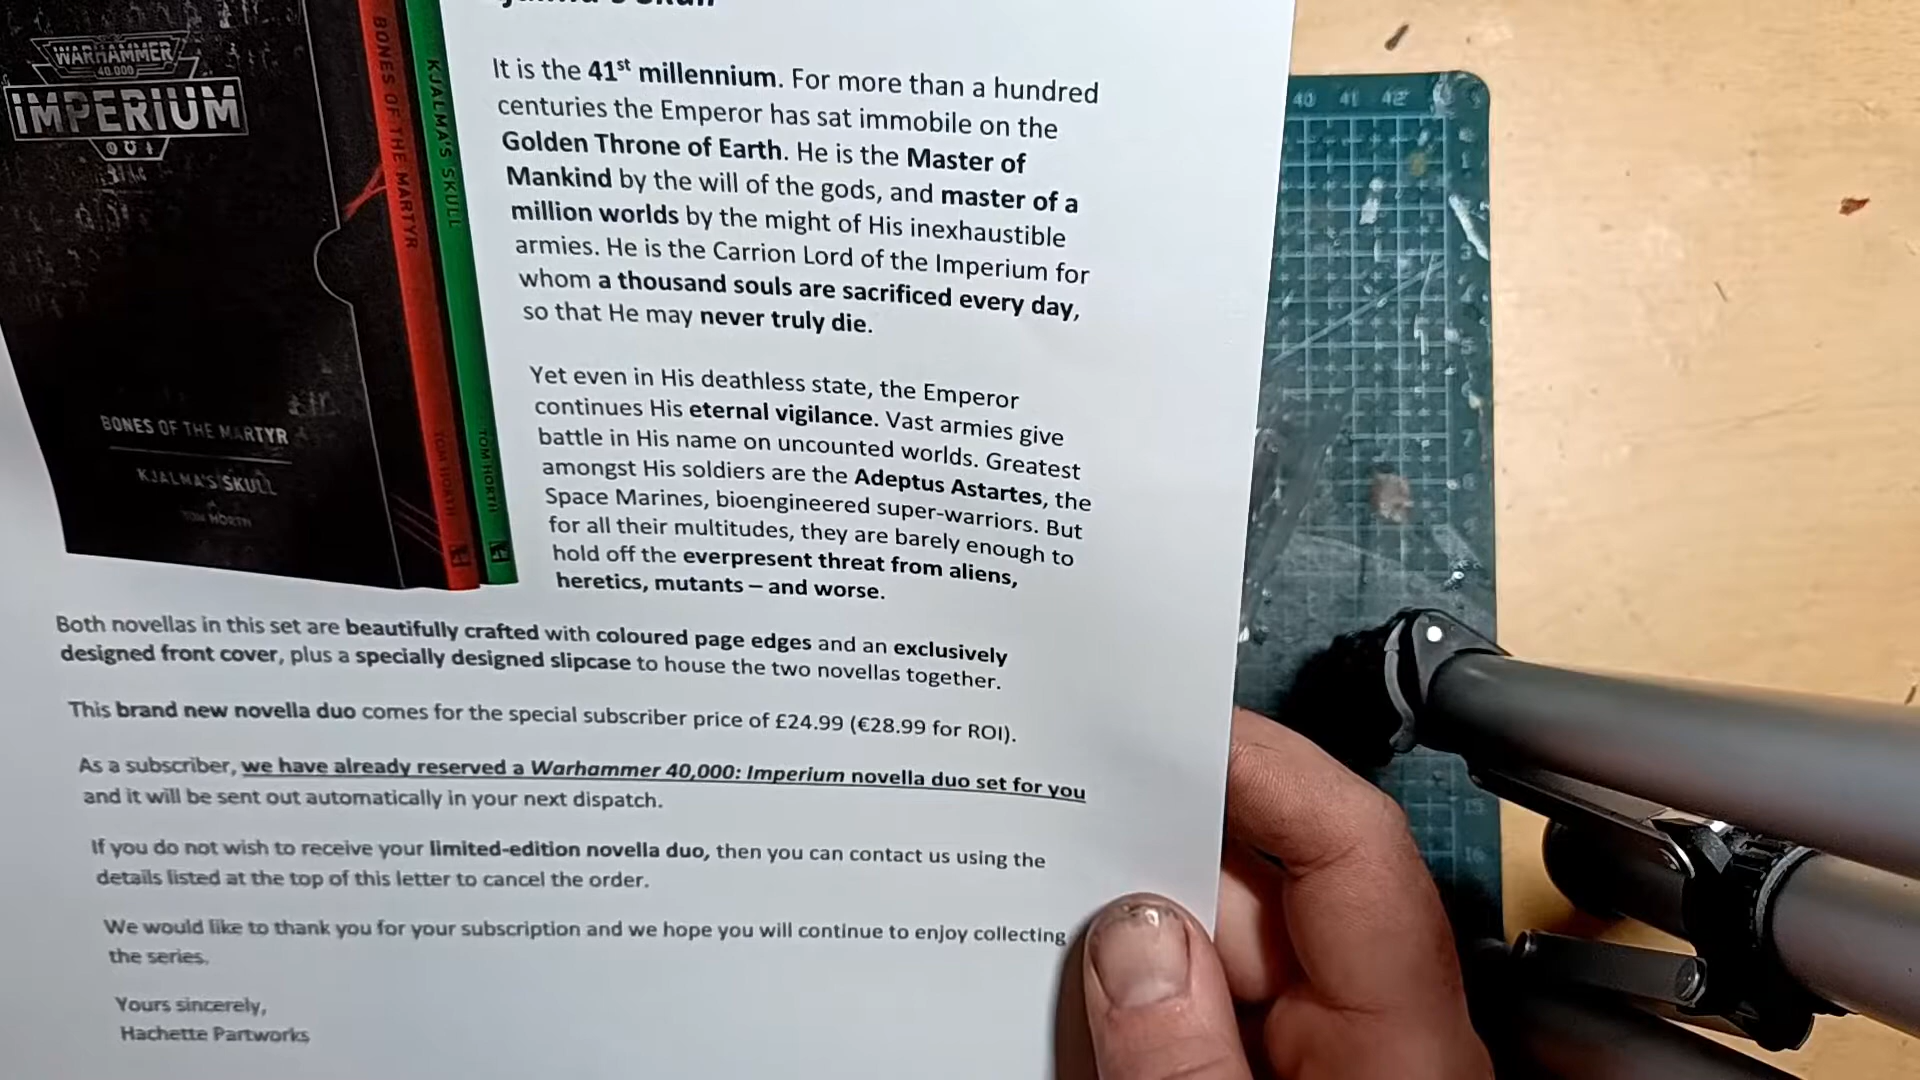 Skull
It is the 41st millennium. For more than a hundred
centuries the Emperor has sat immobile on the
Golden Throne of Earth. He is the Master of
Mankind by the will of the gods, and master of a
million worlds by the might of His inexhaustible
armies. He is the Carrion Lord of the Imperium for
whom a thousand souls are sacrificed every day,
so that He may never truly die.
Yet even in His deathless state, the Emperor
continues His eternal vigilance. Vast armies give
battle in His name on uncounted worlds. Greatest
amongst His soldiers are the Adeptus Astartes, the
Space Marines, bioengineered super-warriors. But
for all their multitudes, they are barely enough to
hold off the everpresent threat from aliens,
heretics, mutants – and worse.
WARHAMMER
40,000
IMPERIUM
BONES OF THE MARTYR
KJALMA'S SKULL
TOM HORTH
BONES OF THE MARTYR
TOM HORTH
KJALMA'S SKULL
TOM HORTH
Both novellas in this set are beautifully crafted with coloured page edges and an exclusively
designed front cover, plus a specially designed slipcase to house the two novellas together.
This brand new novella duo comes for the special subscriber price of £24.99 (€28.99 for ROI).
As a subscriber, we have already reserved a Warhammer 40,000: Imperium novella duo set for you
and it will be sent out automatically in your next dispatch.
If you do not wish to receive your limited-edition novella duo, then you can contact us using the
details listed at the top of this letter to cancel the order.
We would like to thank you for your subscription and we hope you will continue to enjoy collecting
the series.
Yours sincerely,
Hachette Partworks
40 41 42